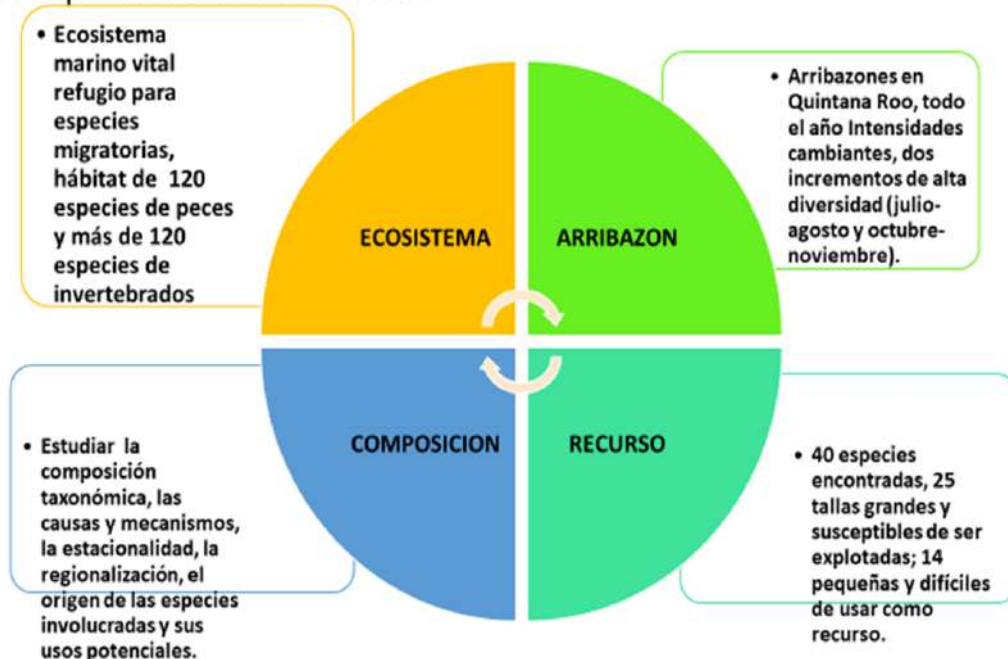 • Ecosistema
marino vital
refugio para
especies
migratorias,
hábitat de 120
especies de peces
y más de 120
especies de
invertebrados
ECOSISTEMA
ARRIBAZON
• Arribazones en
Quintana Roo, todo
el año Intensidades
cambiantes, dos
incrementos de alta
diversidad (julio-
agosto y octubre-
noviembre).
• Estudiar la
composición
taxonómica, las
causas y mecanismos,
la estacionalidad, la
regionalización, el
origen de las especies
involucradas y sus
usos potenciales.
COMPOSICION
RECURSO
• 40 especies
encontradas, 25
tallas grandes y
susceptibles de ser
explotadas; 14
pequeñas y difíciles
de usar como
recurso.